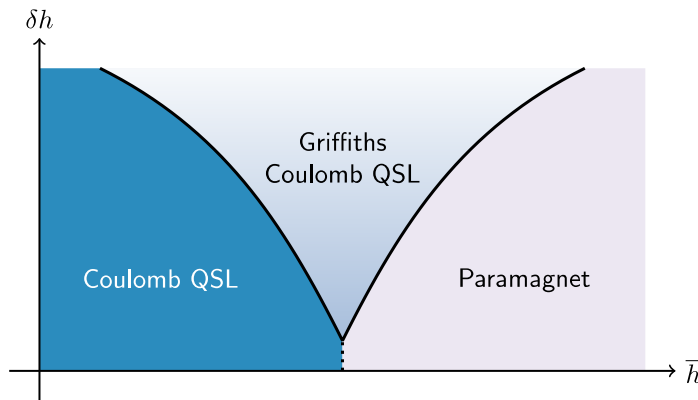 δh
Griffiths
Coulomb QSL
Coulomb QSL
Paramagnet
h̅